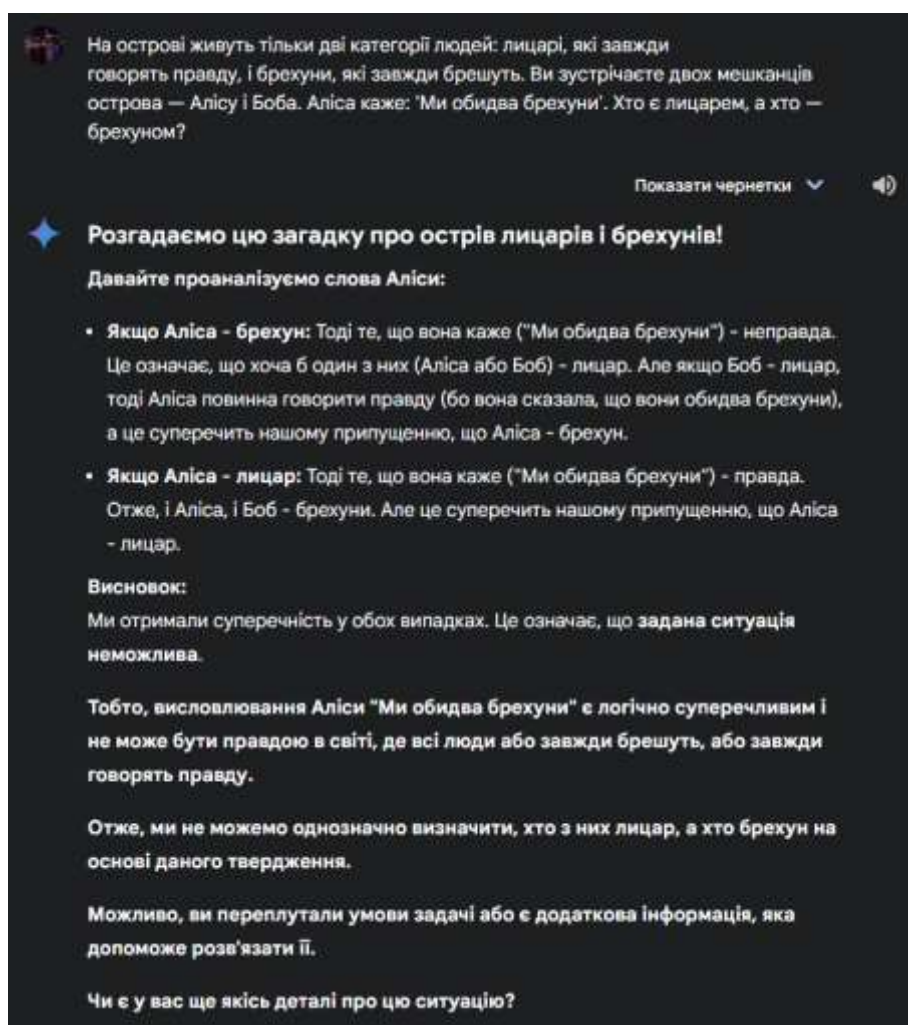 На острові живуть тільки дві категорії людей: лицарі, які завжди
говорять правду, і брехуни, які завжди брешуть. Ви зустрічаєте двох мешканців
острова — Алісу і Боба. Аліса каже: 'Ми обидва брехуни'. Хто є лицарем, а хто —
брехуном?
Показати чернетки
Розгадаємо цю загадку про острів лицарів і брехунів!
Давайте проаналізуємо слова Аліси:
• Якщо Аліса - брехун: Тоді те, що вона каже ("Ми обидва брехуни") - неправда.
Це означає, що хоча б один з них (Аліса або Боб) - лицар. Але якщо Боб - лицар,
тоді Аліса повинна говорити правду (бо вона сказала, що вони обидва брехуни),
а це суперечить нашому припущенню, що Аліса - брехун.
• Якщо Аліса - лицар: Тоді те, що вона каже ("Ми обидва брехуни") - правда.
Отже, і Аліса, і Боб - брехуни. Але це суперечить нашому припущенню, що Аліса
- лицар.
Висновок:
Ми отримали суперечність у обох випадках. Це означає, що задана ситуація
неможлива.
Тобто, висловлювання Аліси "Ми обидва брехуни" є логічно суперечливим і
не може бути правдою в світі, де всі люди або завжди брешуть, або завжди
говорять правду.
Отже, ми не можемо однозначно визначити, хто з них лицар, а хто брехун на
основі даного твердження.
Можливо, ви переплутали умови задачі або є додаткова інформація, яка
допоможе розв'язати її.
Чи є у вас ще якісь деталі про цю ситуацію?